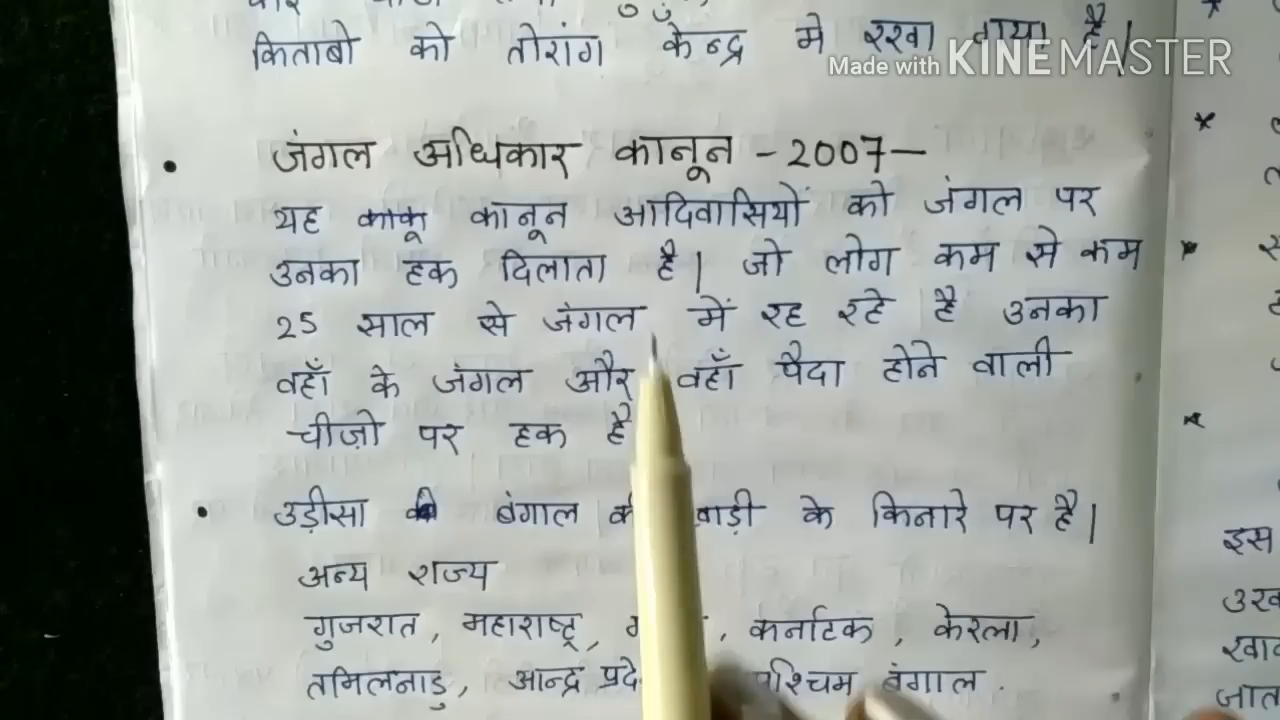 किताबो को तोरांग केन्द्र मे रखा गया है|
Made with KINEMASTER
• जंगल अधिकार कानून - 2007 -
यह कानून आदिवासियों को जंगल पर
उनका हक दिलाता है| जो लोग कम से कम
25 साल से जंगल में रह रहे है उनका
वहाँ के जंगल और वहाँ पैदा होने वाली
चीज़ो पर हक है
• उड़ीसा बंगाल के किनारे पर है|
अन्य राज्य
गुजरात, महाराष्ट्र, कर्नाटक, केरला,
तमिलनाडु, आन्द्र पश्चिम बंगाल.
इस